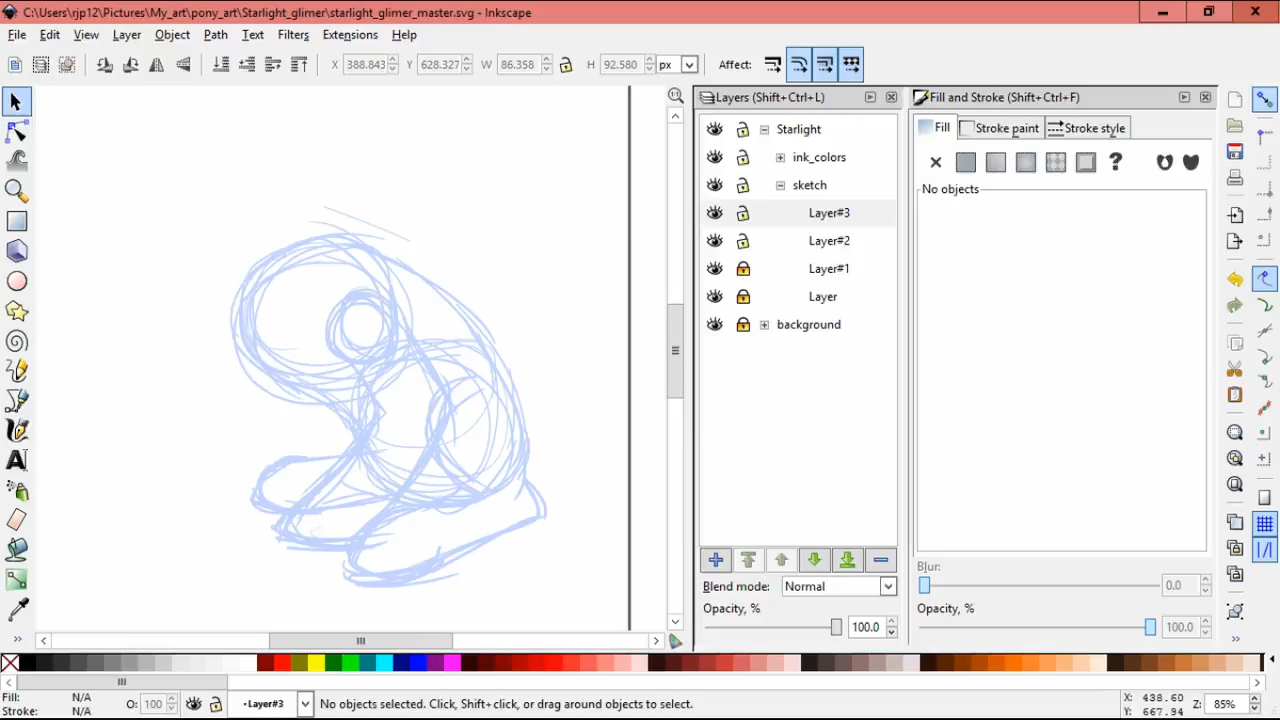 C:\Users\rjp12\Pictures\My_art\pony_art\Starlight_glimer\starlight_glimer_master.svg - Inkscape
File Edit View Layer Object Path Text Filters Extensions Help
X 388.843 Y 628.327 W 86.358 H 92.580 px Affect:
Layers (Shift+Ctrl+L)
Fill and Stroke (Shift+Ctrl+F)
Fill Stroke paint Stroke style
?
No objects
Starlight
ink_colors
sketch
Layer#3
Layer#2
Layer#1
Layer
background
Blend mode: Normal
Opacity, %
100.0
Blur:
0.0
Opacity, %
100.0
Fill: N/A
Stroke: N/A
O: 100
•Layer#3
No objects selected. Click, Shift+click, or drag around objects to select.
X: 438.60
Y: 667.94
Z: 85%